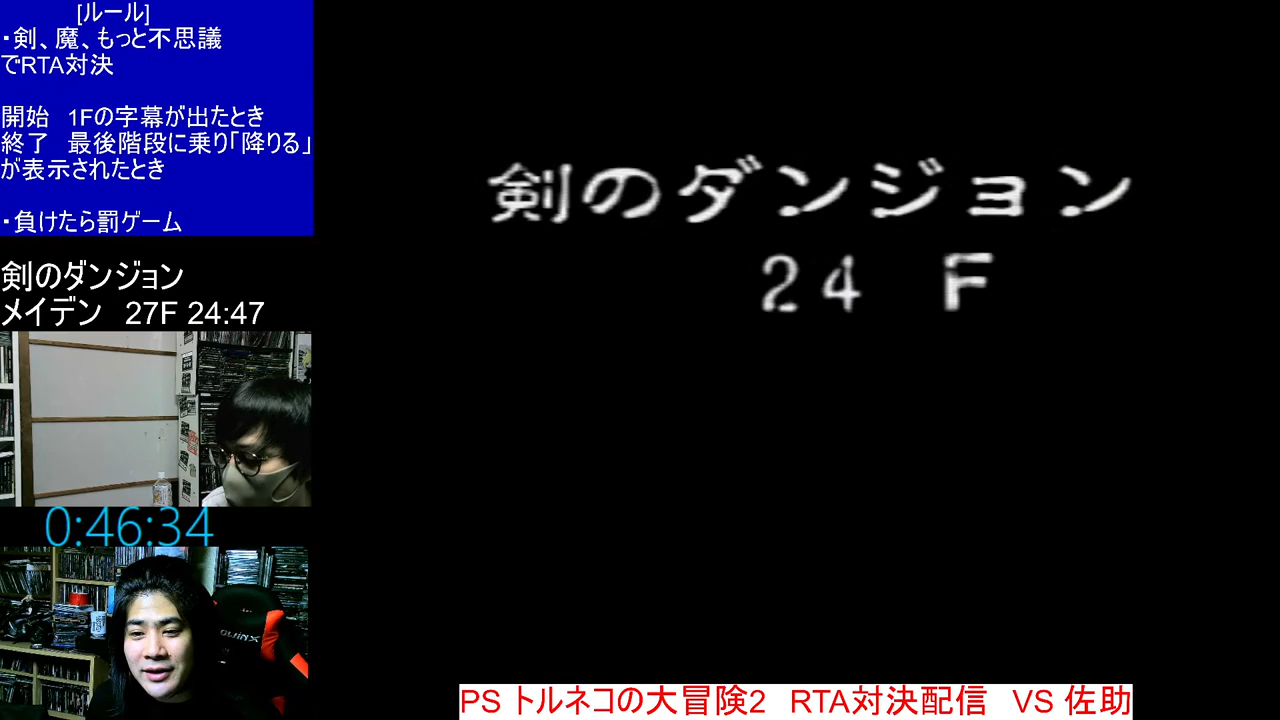 [ルール]
・剣、魔、もっと不思議
でRTA対決
開始 1Fの字幕が出たとき
終了 最後階段に乗り「降りる」
が表示されたとき
・負けたら罰ゲーム
剣のダンジョン
メイデン 27F 24:47
0:46:34
剣のダンジョン
24 F
PS トルネコの大冒険2 RTA対決配信 VS 佐助